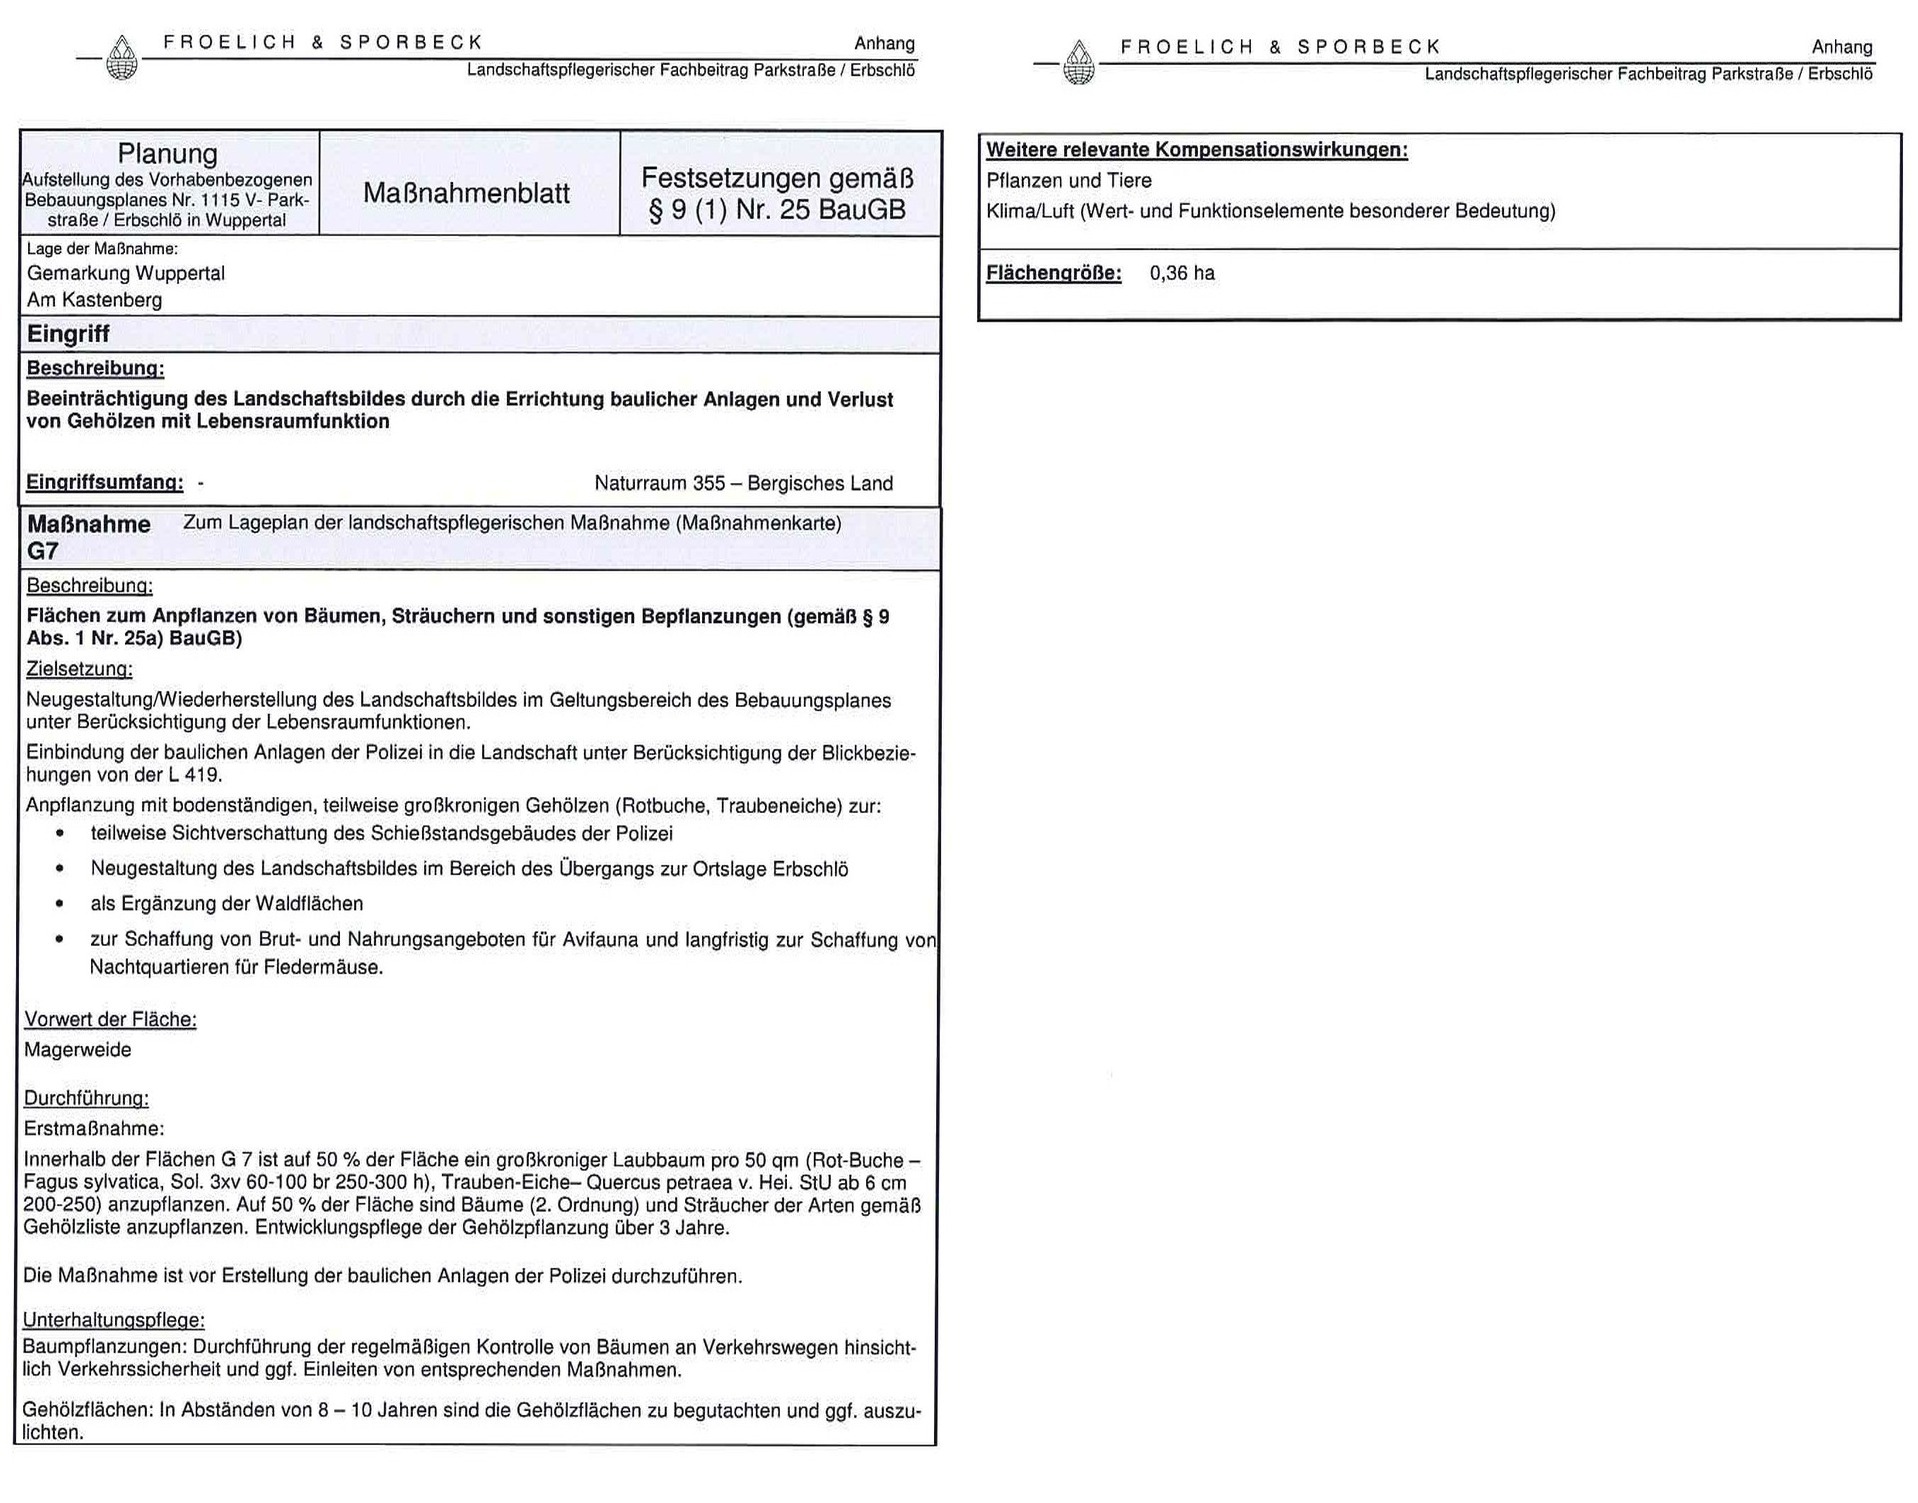 FROELICH & SPORBECK
Anhang
Landschaftspflegerischer Fachbeitrag Parkstraße / Erbschlö
Planung
Aufstellung des Vorhabenbezogenen
Bebauungsplanes Nr. 1115 V- Park-
straße / Erbschlö in Wuppertal
Maßnahmenblatt
Festsetzungen gemäß
§ 9 (1) Nr. 25 BauGB
Lage der Maßnahme:
Gemarkung Wuppertal
Am Kastenberg
Eingriff
Beschreibung:
Beeinträchtigung des Landschaftsbildes durch die Errichtung baulicher Anlagen und Verlust
von Gehölzen mit Lebensraumfunktion
Eingriffsumfang: - Naturraum 355 – Bergisches Land
Maßnahme Zum Lageplan der landschaftspflegerischen Maßnahme (Maßnahmenkarte)
G7
Beschreibung:
Flächen zum Anpflanzen von Bäumen, Sträuchern und sonstigen Bepflanzungen (gemäß § 9
Abs. 1 Nr. 25a) BauGB)
Zielsetzung:
Neugestaltung/Wiederherstellung des Landschaftsbildes im Geltungsbereich des Bebauungsplanes
unter Berücksichtigung der Lebensraumfunktionen.
Einbindung der baulichen Anlagen der Polizei in die Landschaft unter Berücksichtigung der Blickbezie-
hungen von der L 419.
Anpflanzung mit bodenständigen, teilweise großkronigen Gehölzen (Rotbuche, Traubeneiche) zur:
• teilweise Sichtverschattung des Schießstandsgebäudes der Polizei
• Neugestaltung des Landschaftsbildes im Bereich des Übergangs zur Ortslage Erbschlö
• als Ergänzung der Waldflächen
• zur Schaffung von Brut- und Nahrungsangeboten für Avifauna und langfristig zur Schaffung von
Nachtquartieren für Fledermäuse.
Vorwert der Fläche:
Magerweide
Durchführung:
Erstmaßnahme:
Innerhalb der Flächen G 7 ist auf 50 % der Fläche ein großkroniger Laubbaum pro 50 qm (Rot-Buche –
Fagus sylvatica, Sol. 3xv 60-100 br 250-300 h), Trauben-Eiche– Quercus petraea v. Hei. StU ab 6 cm
200-250) anzupflanzen. Auf 50 % der Fläche sind Bäume (2. Ordnung) und Sträucher der Arten gemäß
Gehölzliste anzupflanzen. Entwicklungspflege der Gehölzpflanzung über 3 Jahre.
Die Maßnahme ist vor Erstellung der baulichen Anlagen der Polizei durchzuführen.
Unterhaltungspflege:
Baumpflanzungen: Durchführung der regelmäßigen Kontrolle von Bäumen an Verkehrswegen hinsicht-
lich Verkehrssicherheit und ggf. Einleiten von entsprechenden Maßnahmen.
Gehölzflächen: In Abständen von 8 – 10 Jahren sind die Gehölzflächen zu begutachten und ggf. auszu-
lichten.
FROELICH & SPORBECK
Anhang
Landschaftspflegerischer Fachbeitrag Parkstraße / Erbschlö
Weitere relevante Kompensationswirkungen:
Pflanzen und Tiere
Klima/Luft (Wert- und Funktionselemente besonderer Bedeutung)
Flächengröße: 0,36 ha